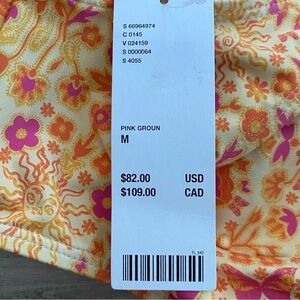 S 66964974
C 0145
V 024159
S 0000064
S 4055
PINK GROUN
M
$82.00 USD
$109.00 CAD